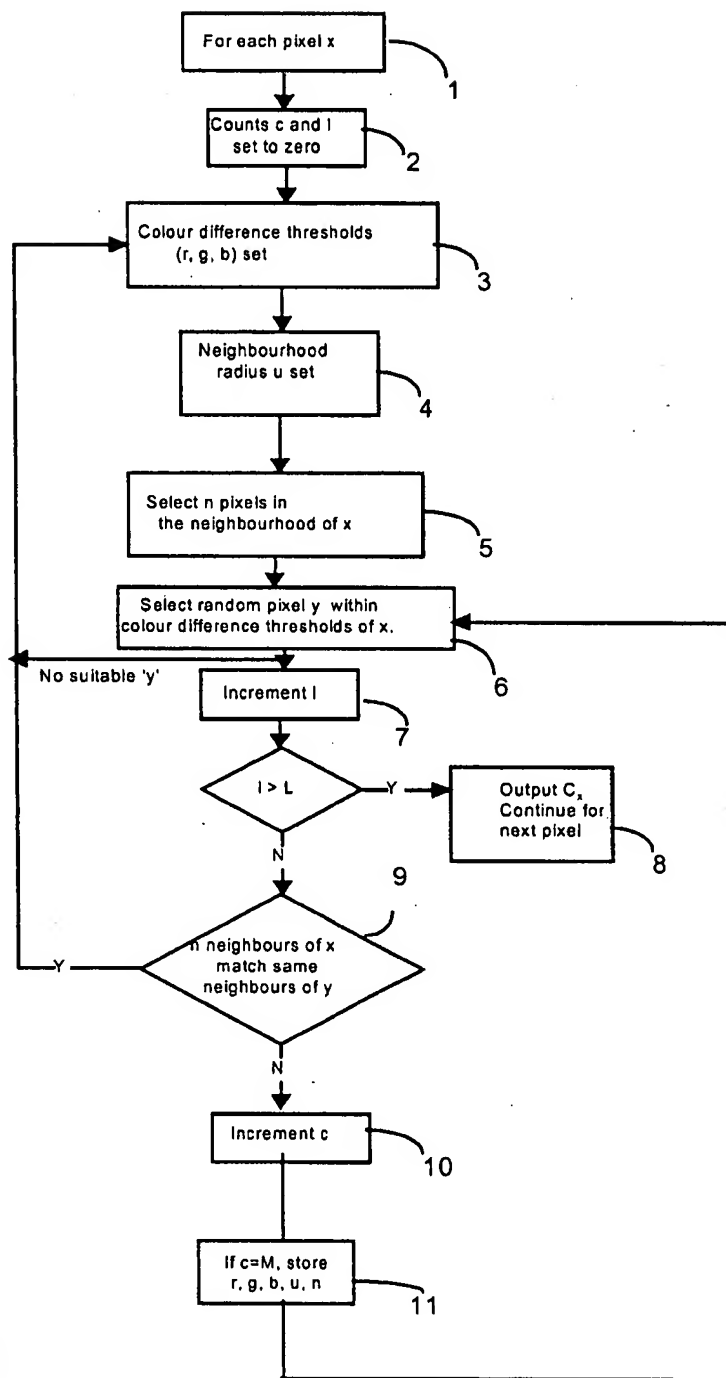 For each pixel x
1
Counts c and I
set to zero
2
Colour difference thresholds
(r, g, b) set
3
Neighbourhood
radius u set
4
Select n pixels in
the neighbourhood of x
5
Select random pixel y within
colour difference thresholds of x.
6
No suitable 'y'
Increment I
7
I > L
Y
Output Cx
Continue for
next pixel
8
N
9
n neighbours of x
match same
neighbours of y
Y
N
Increment c
10
If c=M, store
r, g, b, u, n
11